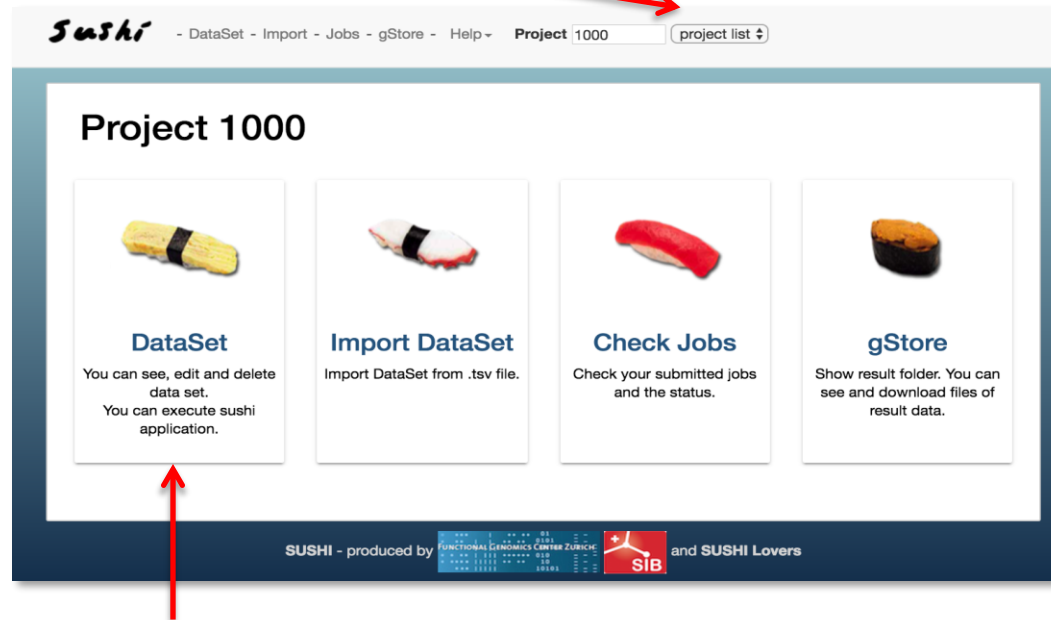 Sushi - DataSet - Import - Jobs - gStore - Help Project 1000 project list
Project 1000
DataSet
You can see, edit and delete
data set.
You can execute sushi
application.
Import DataSet
Import DataSet from .tsv file.
Check Jobs
Check your submitted jobs
and the status.
gStore
Show result folder. You can
see and download files of
result data.
SUSHI - produced by FUNCTIONAL GENOMICS CENTER ZURICH SIB and SUSHI Lovers